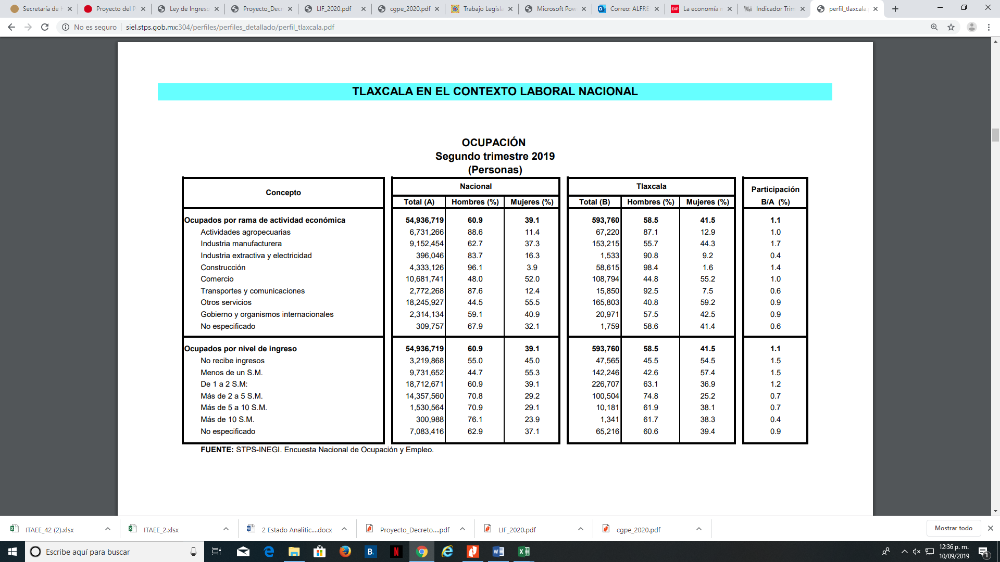 Secretaría de H
Proyecto del P
Ley de Ingreso
Proyecto_Decr
LIF_2020.pdf
cgpe_2020.pdf
Trabajo Legisla
Microsoft Pow
Correo: ALFRE
EXP La economía n
Indicador Trim
perfil_tlaxcala.
No es seguro | siel.stps.gob.mx:304/perfiles/perfiles_detallado/perfil_tlaxcala.pdf
TLAXCALA EN EL CONTEXTO LABORAL NACIONAL
OCUPACIÓN
Segundo trimestre 2019
(Personas)
Concepto Nacional Tlaxcala Participación
Total (A) Hombres (%) Mujeres (%) Total (B) Hombres (%) Mujeres (%) B/A (%)
Ocupados por rama de actividad económica 54,936,719 60.9 39.1 593,760 58.5 41.5 1.1
Actividades agropecuarias 6,731,266 88.6 11.4 67,220 87.1 12.9 1.0
Industria manufacturera 9,152,454 62.7 37.3 153,215 55.7 44.3 1.7
Industria extractiva y electricidad 396,046 83.7 16.3 1,533 90.8 9.2 0.4
Construcción 4,333,126 96.1 3.9 58,615 98.4 1.6 1.4
Comercio 10,681,741 48.0 52.0 108,794 44.8 55.2 1.0
Transportes y comunicaciones 2,772,268 87.6 12.4 15,850 92.5 7.5 0.6
Otros servicios 18,245,927 44.5 55.5 165,803 40.8 59.2 0.9
Gobierno y organismos internacionales 2,314,134 59.1 40.9 20,971 57.5 42.5 0.9
No especificado 309,757 67.9 32.1 1,759 58.6 41.4 0.6
Ocupados por nivel de ingreso 54,936,719 60.9 39.1 593,760 58.5 41.5 1.1
No recibe ingresos 3,219,868 55.0 45.0 47,565 45.5 54.5 1.5
Menos de un S.M. 9,731,652 44.7 55.3 142,246 42.6 57.4 1.5
De 1 a 2 S.M: 18,712,671 60.9 39.1 226,707 63.1 36.9 1.2
Más de 2 a 5 S.M. 14,357,560 70.8 29.2 100,504 74.8 25.2 0.7
Más de 5 a 10 S.M. 1,530,564 70.9 29.1 10,181 61.9 38.1 0.7
Más de 10 S.M. 300,988 76.1 23.9 1,341 61.7 38.3 0.4
No especificado 7,083,416 62.9 37.1 65,216 60.6 39.4 0.9
FUENTE: STPS-INEGI. Encuesta Nacional de Ocupación y Empleo.
ITAEE_42 (2).xlsx
ITAEE_2.xlsx
2 Estado Analitic....docx
Proyecto_Decreto....pdf
LIF_2020.pdf
cgpe_2020.pdf
Mostrar todo
Escribe aquí para buscar
B.
N
12:36 p. m.
10/09/2019
1